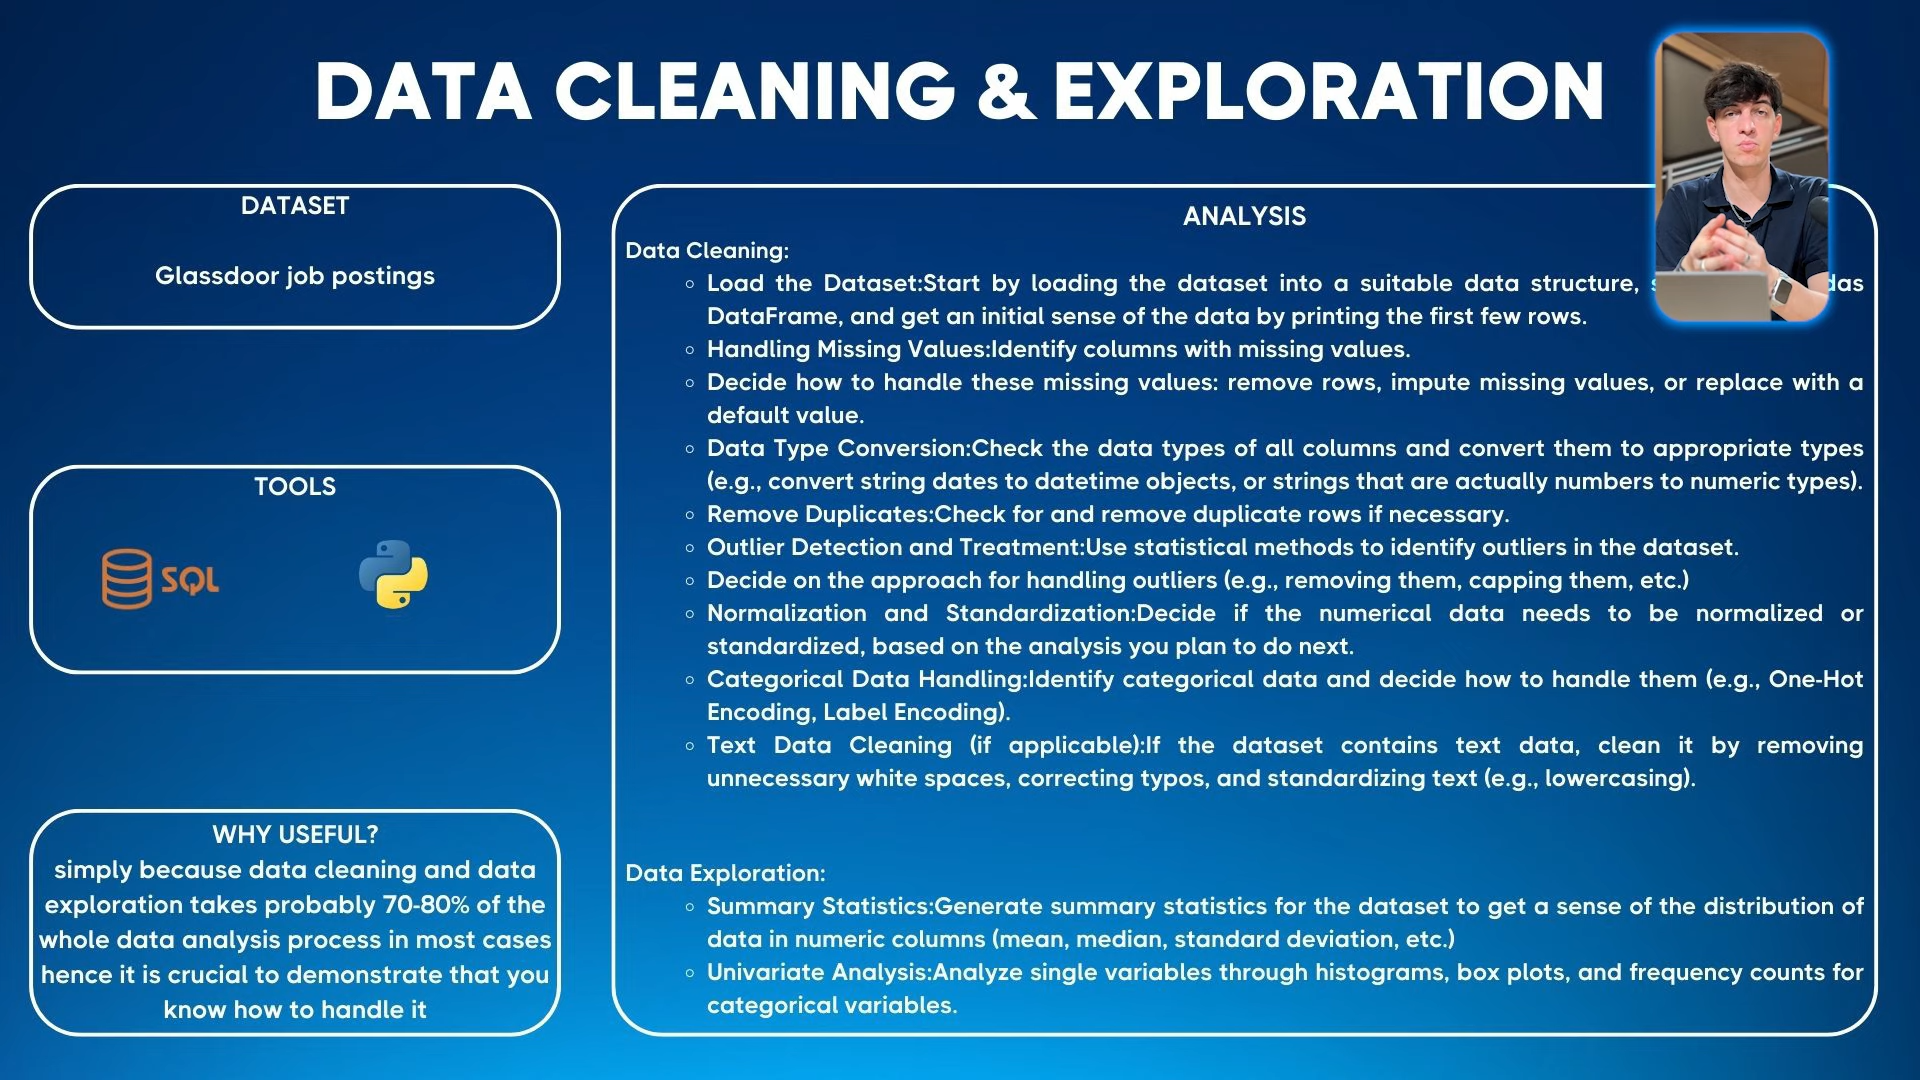 DATA CLEANING & EXPLORATION
DATASET
Glassdoor job postings
TOOLS
SQL
WHY USEFUL?
simply because data cleaning and data
exploration takes probably 70-80% of the
whole data analysis process in most cases
hence it is crucial to demonstrate that you
know how to handle it
ANALYSIS
Data Cleaning:
Load the Dataset:Start by loading the dataset into a suitable data structure,
DataFrame, and get an initial sense of the data by printing the first few rows.
Handling Missing Values:Identify columns with missing values.
Decide how to handle these missing values: remove rows, impute missing values, or replace with a
default value.
Data Type Conversion:Check the data types of all columns and convert them to appropriate types
(e.g., convert string dates to datetime objects, or strings that are actually numbers to numeric types).
Remove Duplicates:Check for and remove duplicate rows if necessary.
Outlier Detection and Treatment:Use statistical methods to identify outliers in the dataset.
Decide on the approach for handling outliers (e.g., removing them, capping them, etc.)
Normalization and Standardization:Decide if the numerical data needs to be normalized or
standardized, based on the analysis you plan to do next.
Categorical Data Handling:Identify categorical data and decide how to handle them (e.g., One-Hot
Encoding, Label Encoding).
Text Data Cleaning (if applicable):If the dataset contains text data, clean it by removing
unnecessary white spaces, correcting typos, and standardizing text (e.g., lowercasing).
Data Exploration:
Summary Statistics:Generate summary statistics for the dataset to get a sense of the distribution of
data in numeric columns (mean, median, standard deviation, etc.)
Univariate Analysis:Analyze single variables through histograms, box plots, and frequency counts for
categorical variables.